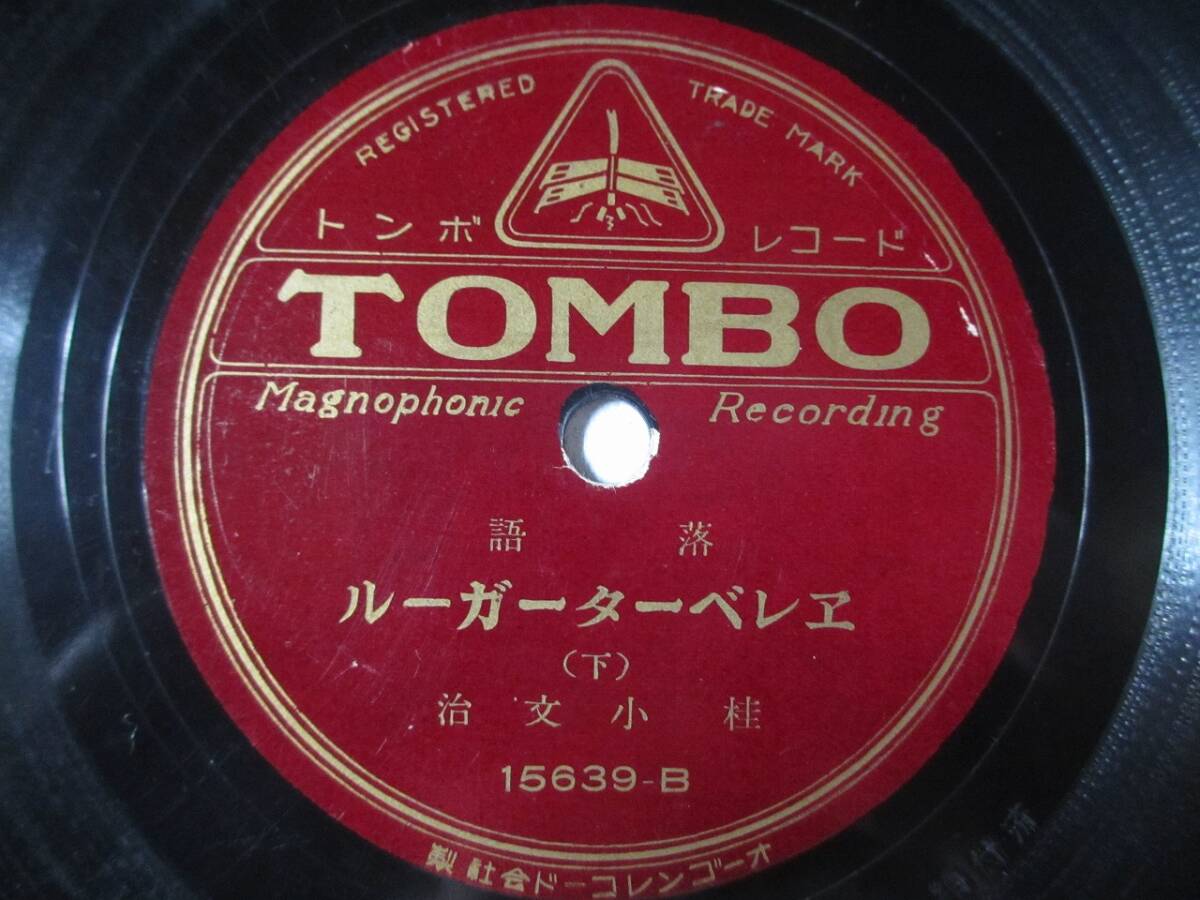 REGISTERED TRADE MARK
トンボ レコード
TOMBO
Magnophonic Recording
落語
ヱレベーターガール
(下)
桂小文治
15639-B
オーゴンレコード会社製